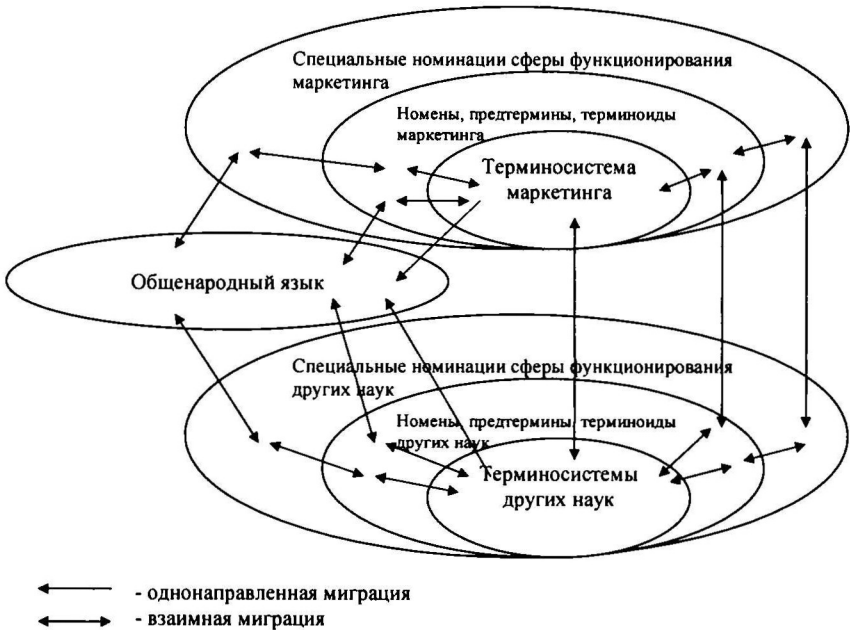 Специальные номинации сферы функционирования
маркетинга
Номены, предтермины, терминоиды
маркетинга
Терминосистема
маркетинга
Общенародный язык
Специальные номинации сферы функционирования
других наук
Номены, предтермины, терминоиды
других наук
Терминосистемы
других наук
- однонаправленная миграция
- взаимная миграция